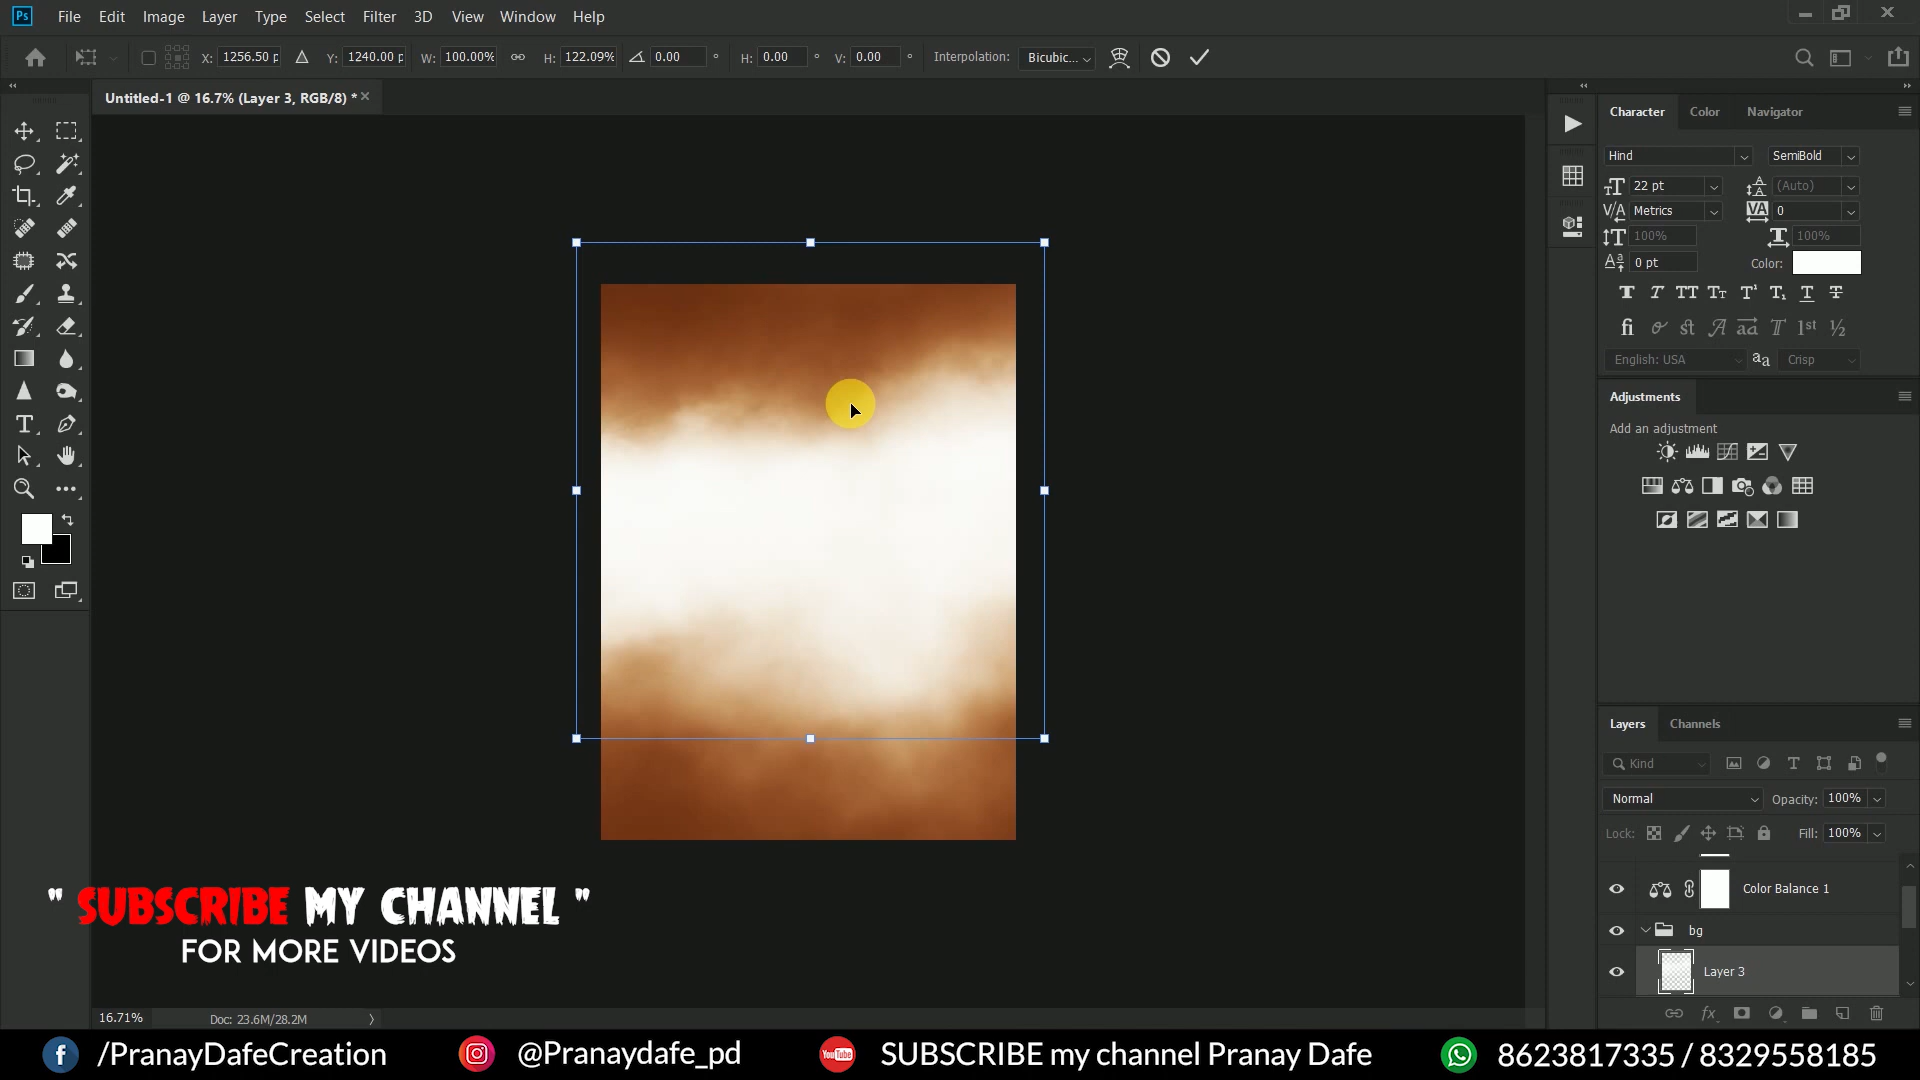 Ps File Edit Image Layer Type Select Filter 3D View Window Help
X: 1256.50 p Y: 1240.00 p W: 100.00% H: 122.09% 0.00 ° H: 0.00 ° V: 0.00 ° Interpolation: Bicubic...
Untitled-1 @ 16.7% (Layer 3, RGB/8) *
Character Color Navigator
Hind SemiBold
22 pt (Auto)
Metrics 0
100% 100%
0 pt Color:
English: USA aa Crisp
Adjustments
Add an adjustment
Layers Channels
Kind
Normal Opacity: 100%
Lock: Fill: 100%
Color Balance 1
bg
Layer 3
" SUBSCRIBE MY CHANNEL "
FOR MORE VIDEOS
16.71% Doc: 23.6M/28.2M
/PranayDafeCreation @Pranaydafe_pd SUBSCRIBE my channel Pranay Dafe 8623817335 / 8329558185